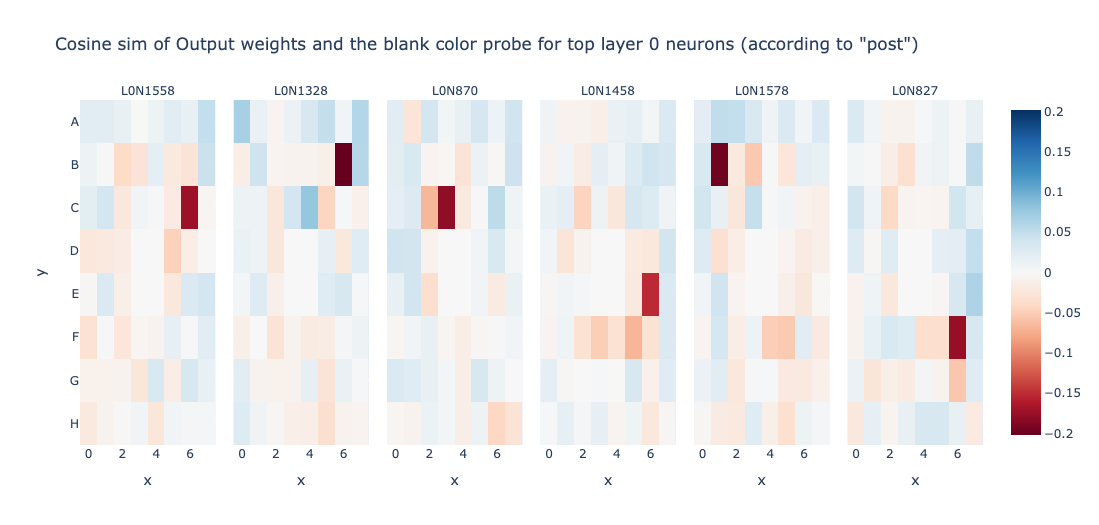 Cosine sim of Output weights and the blank color probe for top layer 0 neurons (according to "post")
L0N1558 L0N1328 L0N870 L0N1458 L0N1578 L0N827
A
B
C
D
E
F
G
H
y
0 2 4 6 0 2 4 6 0 2 4 6 0 2 4 6 0 2 4 6 0 2 4 6
x x x x x x
0.2
0.15
0.1
0.05
0
−0.05
−0.1
−0.15
−0.2